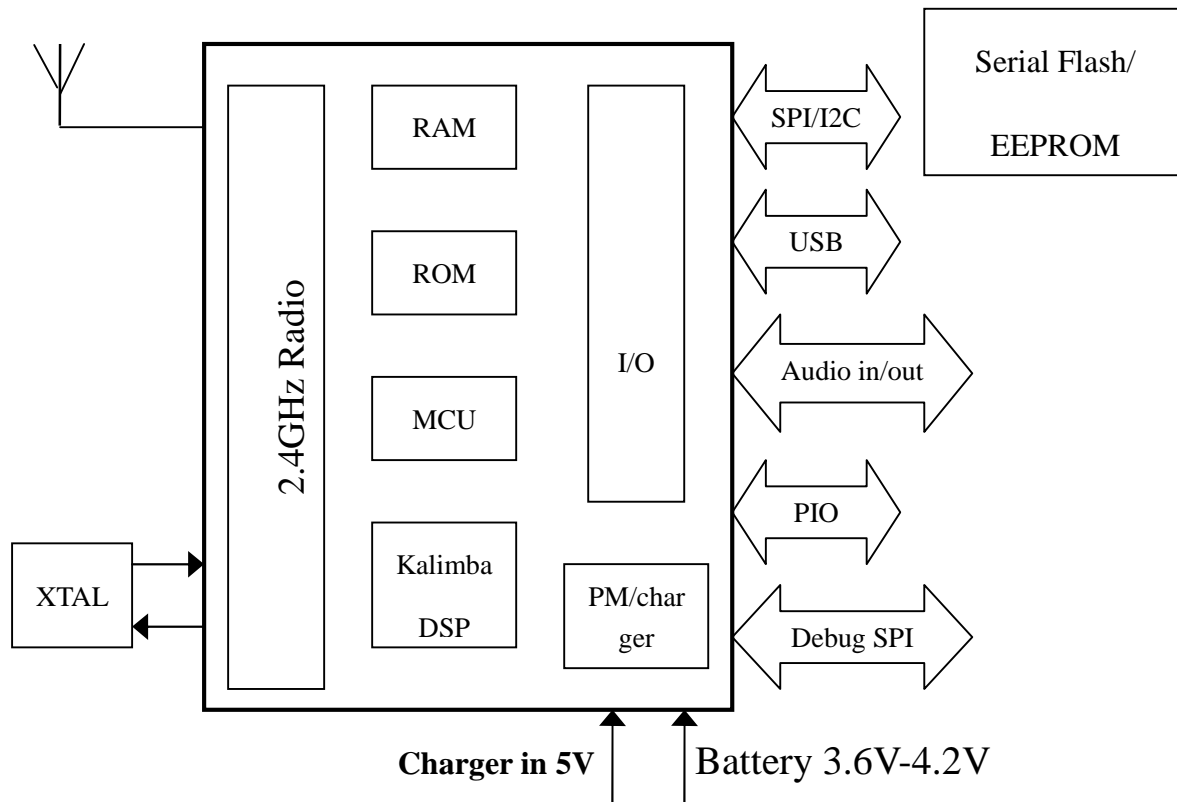 Serial Flash/
EEPROM
RAM
SPI/I2C
USB
ROM
2.4GHz Radio
I/O
Audio in/out
MCU
PIO
Kalimba
DSP
XTAL
PM/char
ger
Debug SPI
Charger in 5V
Battery 3.6V-4.2V